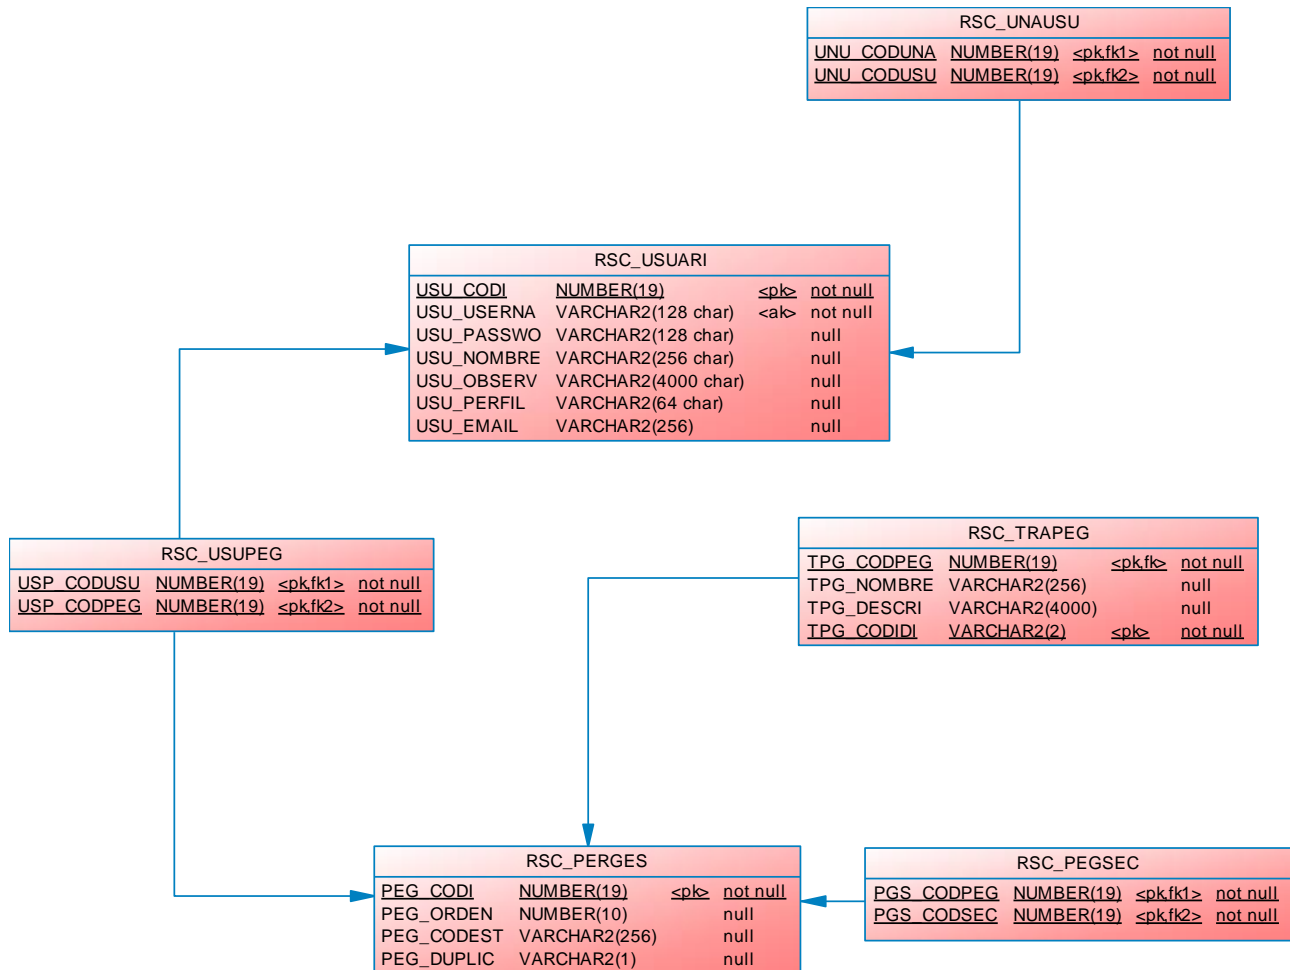 RSC_UNAUSU
UNU_CODUNA NUMBER(19) <pk,fk1> not null
UNU_CODUSU NUMBER(19) <pk,fk2> not null
RSC_USUARI
USU_CODI NUMBER(19) <pk> not null
USU_USERNA VARCHAR2(128 char) <ak> not null
USU_PASSWO VARCHAR2(128 char) null
USU_NOMBRE VARCHAR2(256 char) null
USU_OBSERV VARCHAR2(4000 char) null
USU_PERFIL VARCHAR2(64 char) null
USU_EMAIL VARCHAR2(256) null
RSC_USUPEG
USP_CODUSU NUMBER(19) <pk,fk1> not null
USP_CODPEG NUMBER(19) <pk,fk2> not null
RSC_TRAPEG
TPG_CODPEG NUMBER(19) <pk,fk> not null
TPG_NOMBRE VARCHAR2(256) null
TPG_DESCRI VARCHAR2(4000) null
TPG_CODIDI VARCHAR2(2) <pk> not null
RSC_PERGES
PEG_CODI NUMBER(19) <pk> not null
PEG_ORDEN NUMBER(10) null
PEG_CODEST VARCHAR2(256) null
PEG_DUPLIC VARCHAR2(1) null
RSC_PEGSEC
PGS_CODPEG NUMBER(19) <pk,fk1> not null
PGS_CODSEC NUMBER(19) <pk,fk2> not null